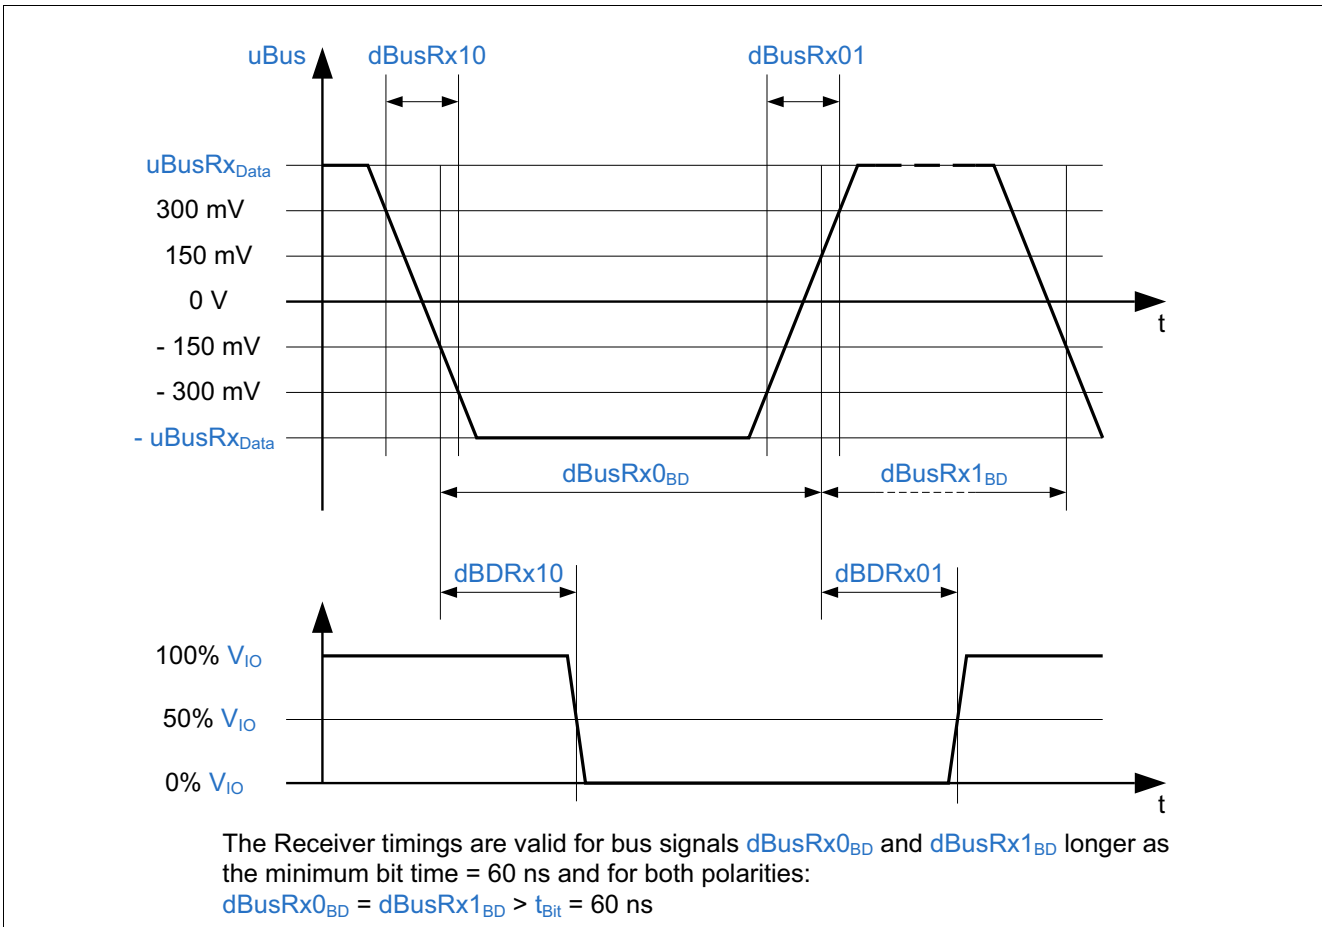 uBus dBusRx10 dBusRx01
uBusRxData
300 mV
150 mV
0 V
t
- 150 mV
- 300 mV
- uBusRxData
dBusRx0BD dBusRx1BD
dBDRx10 dBDRx01
100% VIO
50% VIO
0% VIO
t
The Receiver timings are valid for bus signals dBusRx0BD and dBusRx1BD longer as
the minimum bit time = 60 ns and for both polarities:
dBusRx0BD = dBusRx1BD > tBit = 60 ns